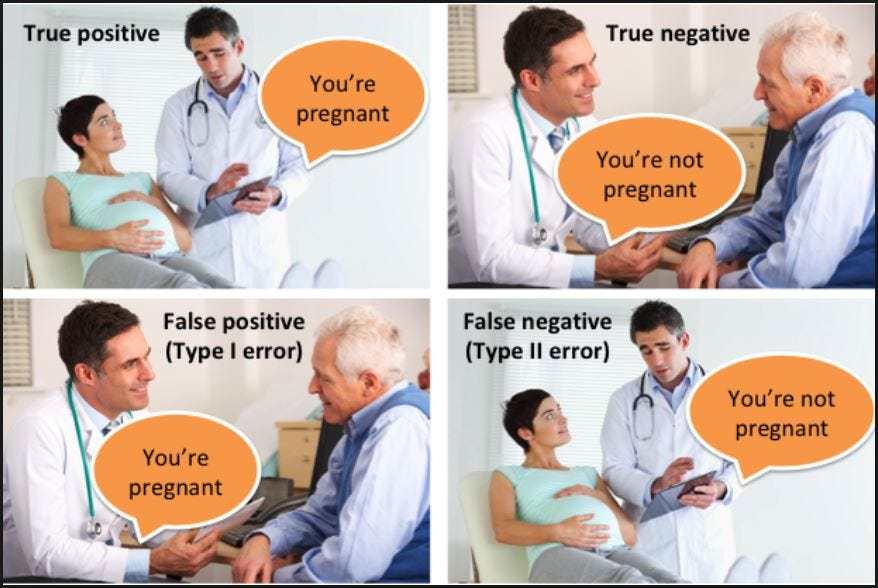 True positive
You’re
pregnant
True negative
You’re not
pregnant
False positive
(Type I error)
You’re
pregnant
False negative
(Type II error)
You’re not
pregnant